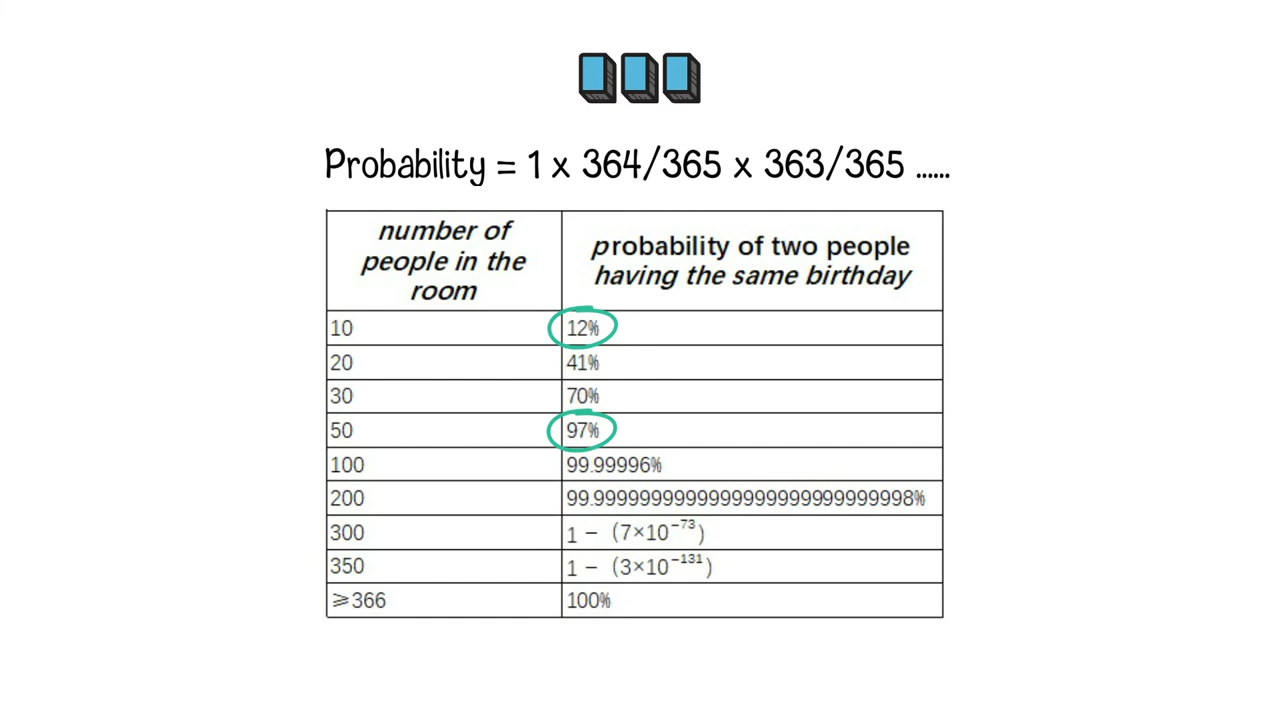 Probability = 1 x 364/365 x 363/365 ......
number of people in the room
probability of two people having the same birthday
10 12%
20 41%
30 70%
50 97%
100 99.99996%
200 99.9999999999999999999999999998%
300 1 − (7×10⁻⁷³)
350 1 − (3×10⁻¹³¹)
⩾366 100%